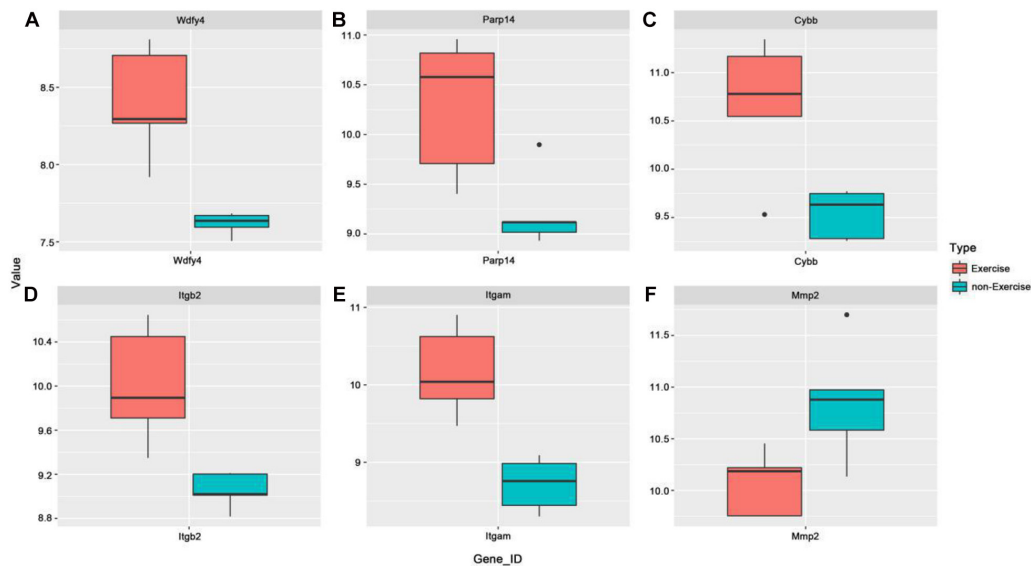 A
Wdfy4
8.5
8.0
7.5
Wdfy4
B
Parp14
11.0
10.5
10.0
9.5
9.0
Parp14
C
Cybb
11.0
10.5
10.0
9.5
Cybb
Value
D
Itgb2
10.4
10.0
9.6
9.2
8.8
Itgb2
E
Itgam
11
10
9
Itgam
F
Mmp2
11.5
11.0
10.5
10.0
Mmp2
Gene_ID
Type
Exercise
non-Exercise